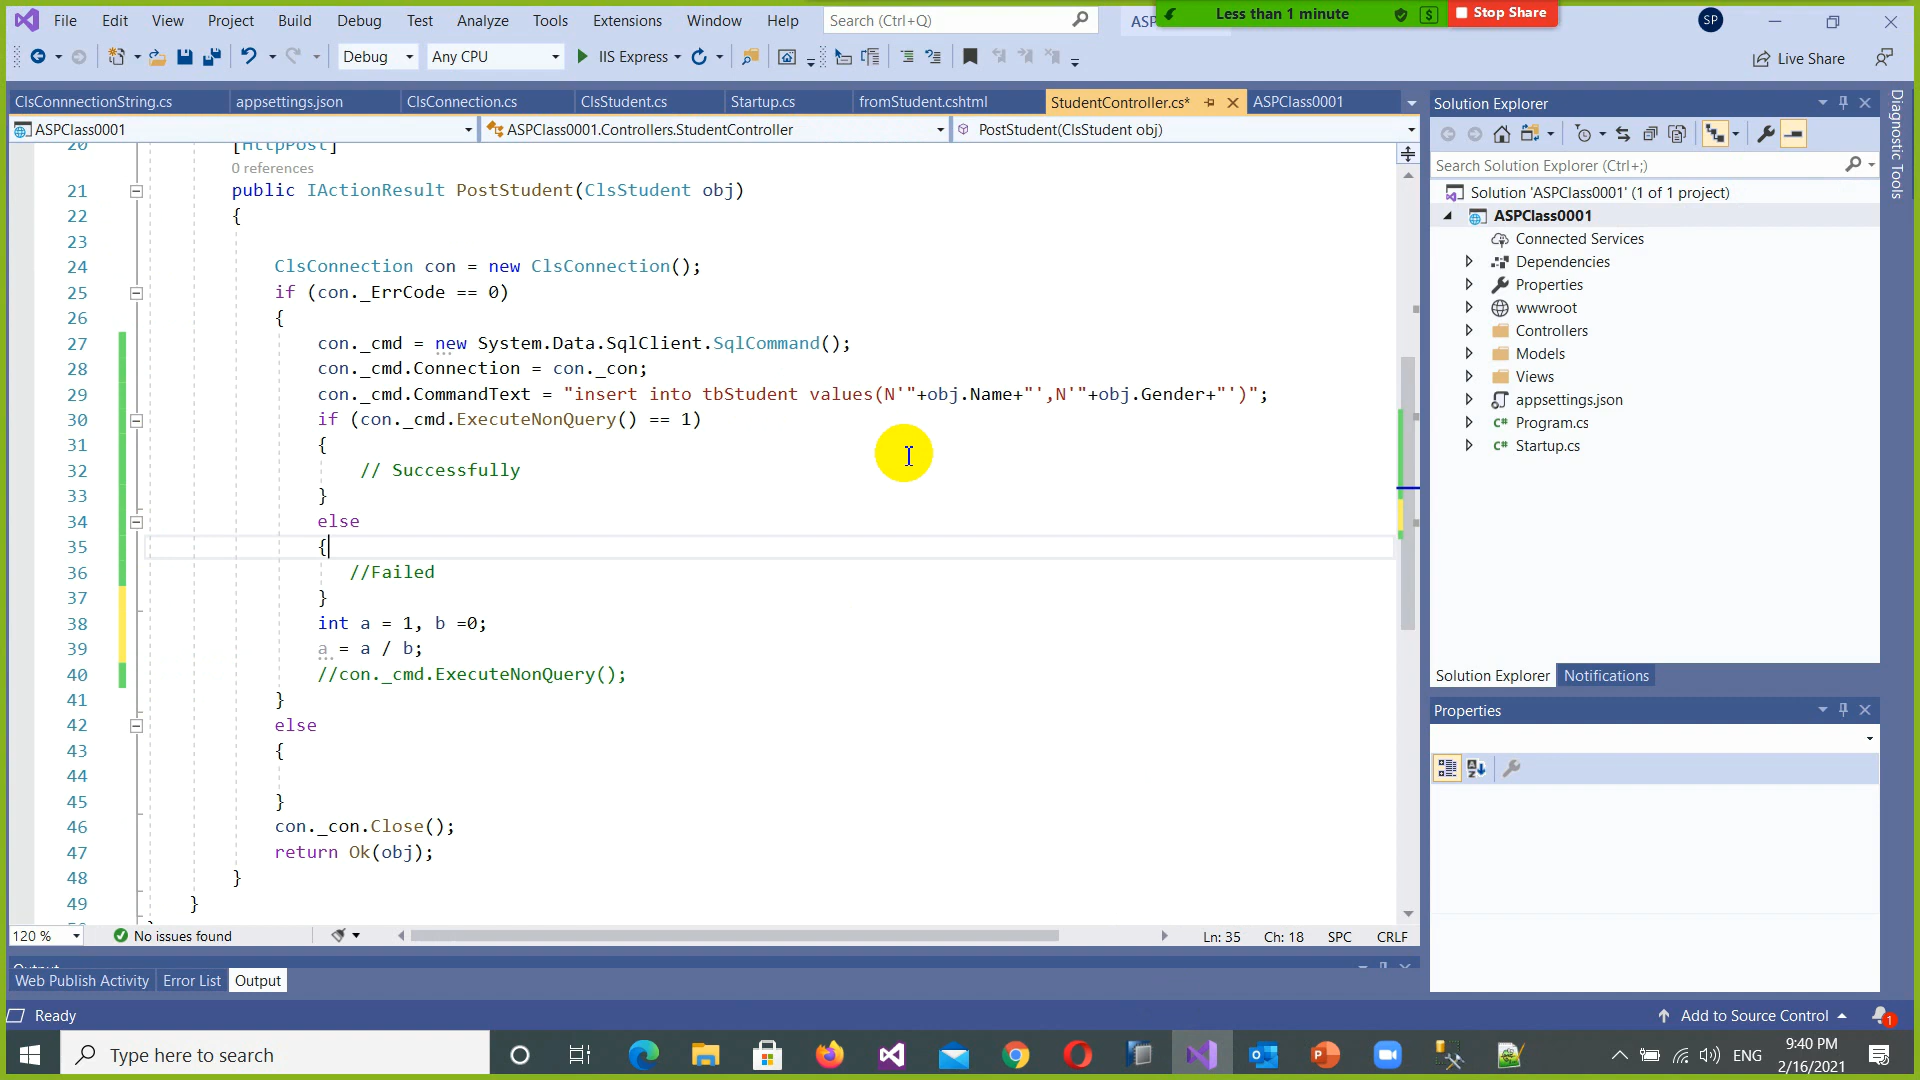 File Edit View Project Build Debug Test Analyze Tools Extensions Window Help Search (Ctrl+Q) ASP Less than 1 minute $ Stop Share SP
Debug Any CPU IIS Express Live Share
ClsConnnectionString.cs appsettings.json ClsConnection.cs ClsStudent.cs Startup.cs fromStudent.cshtml StudentController.cs* ASPClass0001
ASPClass0001 ASPClass0001.Controllers.StudentController PostStudent(ClsStudent obj)
20 [HttpPost]
0 references
21 public IActionResult PostStudent(ClsStudent obj)
22 {
23
24 ClsConnection con = new ClsConnection();
25 if (con._ErrCode == 0)
26 {
27 con._cmd = new System.Data.SqlClient.SqlCommand();
28 con._cmd.Connection = con._con;
29 con._cmd.CommandText = "insert into tbStudent values(N'"+obj.Name+"',N'"+obj.Gender+"')";
30 if (con._cmd.ExecuteNonQuery() == 1)
31 {
32 // Successfully
33 }
34 else
35 {
36 //Failed
37 }
38 int a = 1, b =0;
39 a = a / b;
40 //con._cmd.ExecuteNonQuery();
41 }
42 else
43 {
44
45 }
46 con._con.Close();
47 return Ok(obj);
48 }
49 }
120 % No issues found Ln: 35 Ch: 18 SPC CRLF
Output
Web Publish Activity Error List Output
Solution Explorer
Search Solution Explorer (Ctrl+;)
Solution 'ASPClass0001' (1 of 1 project)
ASPClass0001
Connected Services
Dependencies
Properties
wwwroot
Controllers
Models
Views
appsettings.json
C# Program.cs
C# Startup.cs
Solution Explorer Notifications
Properties
Diagnostic Tools
Ready Add to Source Control 1
Type here to search ENG 9:40 PM
2/16/2021